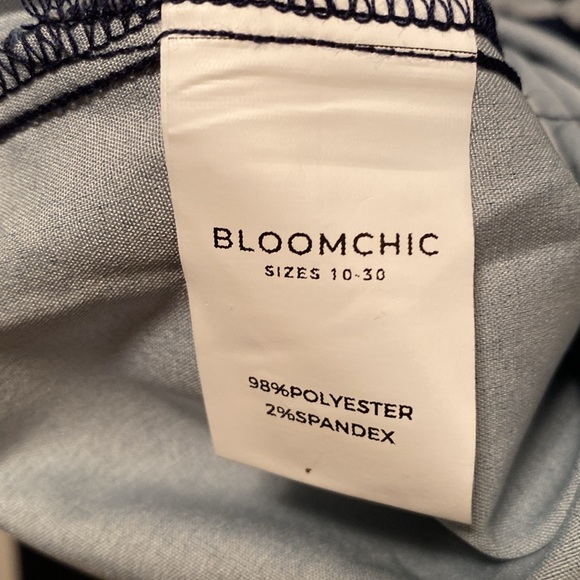 BLOOMCHIC
SIZES 10-30
98%POLYESTER
2%SPANDEX